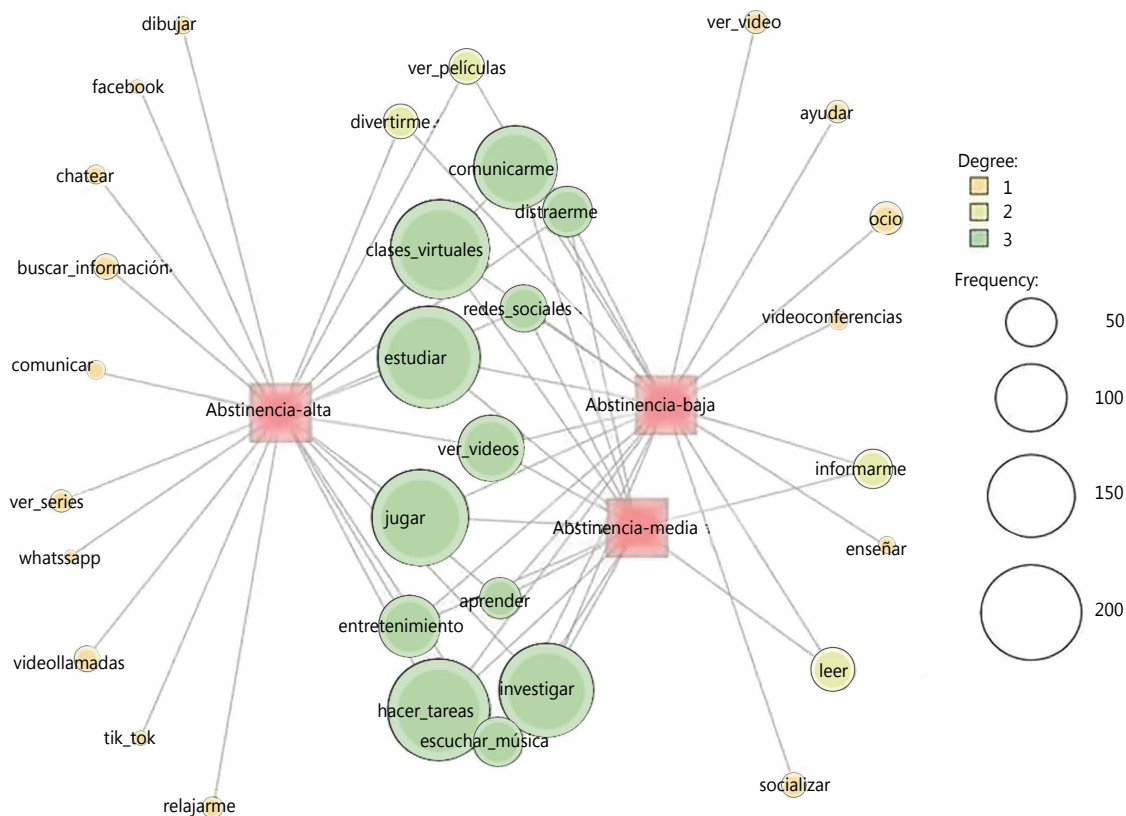 dibujar
ver_video
ver_películas
facebook
divertirme
ayudar
comunicarme
Degree:
1
2
3
chatear
distraerme
ocio
clases_virtuales
buscar_información
Frequency:
redes_sociales
videoconferencias
50
estudiar
comunicar
100
Abstinencia-alta
Abstinencia-baja
ver_videos
informarme
ver_series
150
jugar
Abstinencia-media
whatssapp
enseñar
aprender
entretenimiento
200
videollamadas
leer
investigar
hacer_tareas
tik_tok
escuchar_música
socializar
relajarme